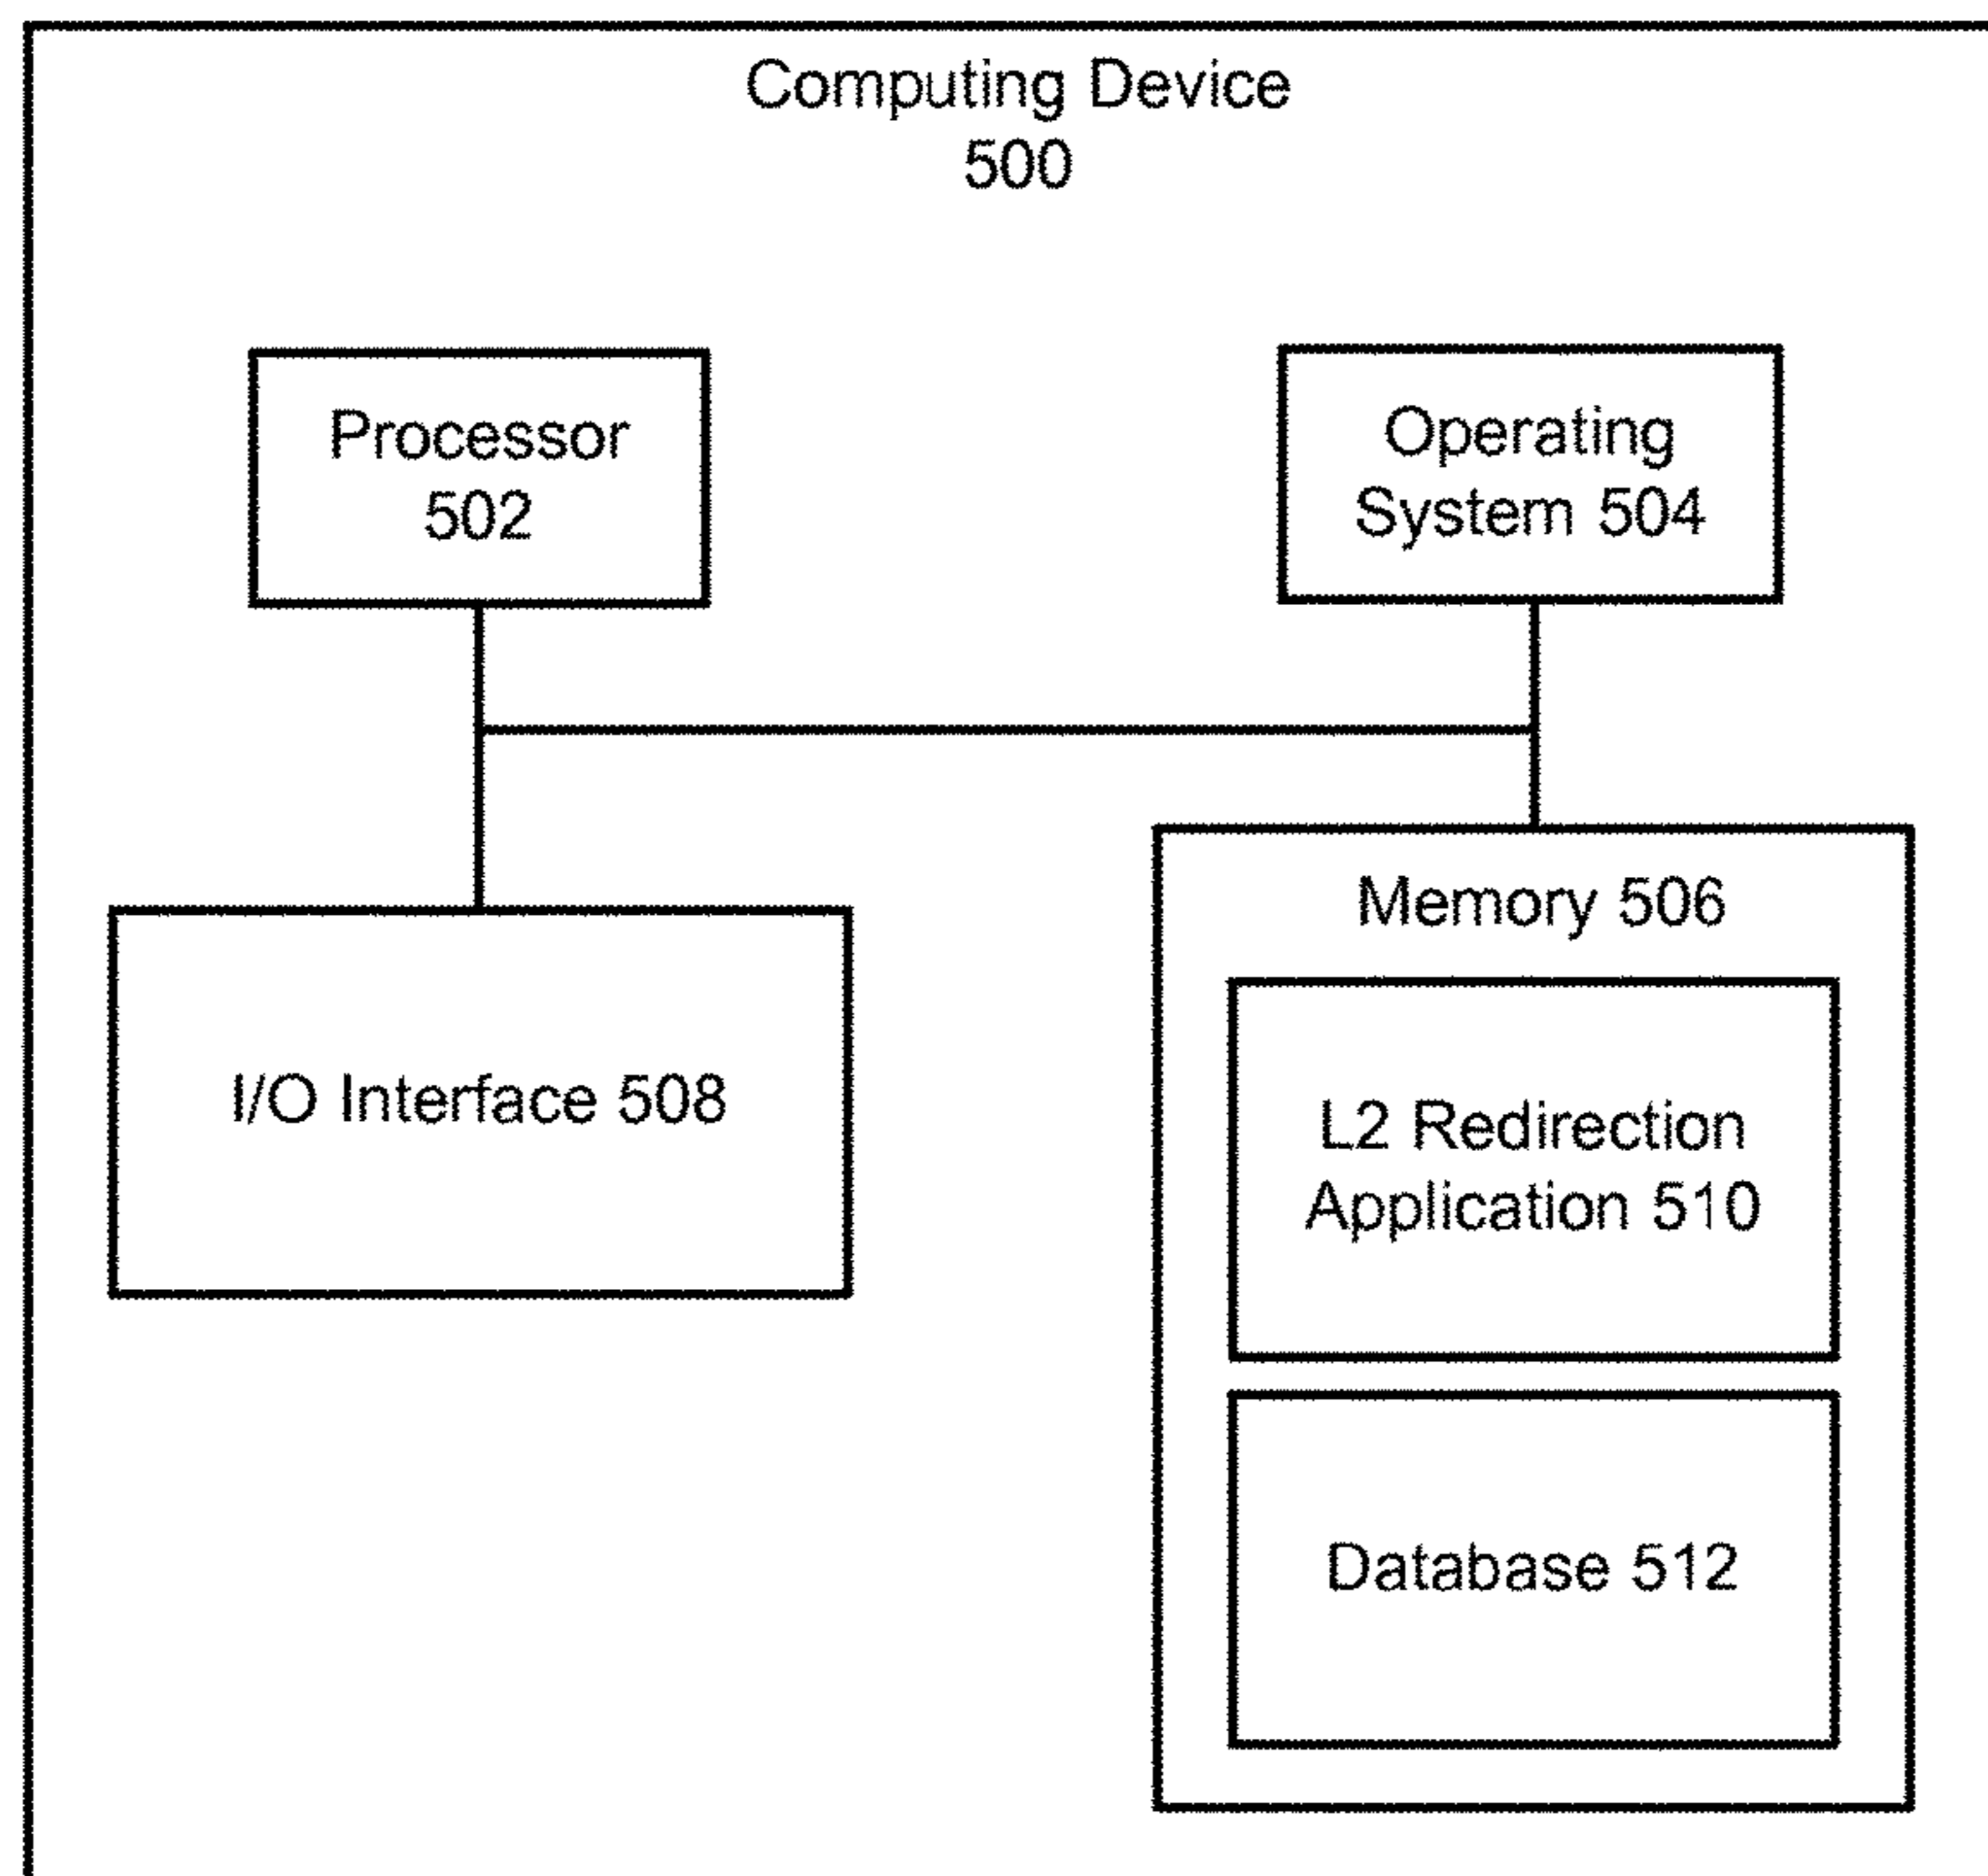 Computing Device
500
Processor
502
Operating
System 504
I/O Interface 508
Memory 506
L2 Redirection
Application 510
Database 512